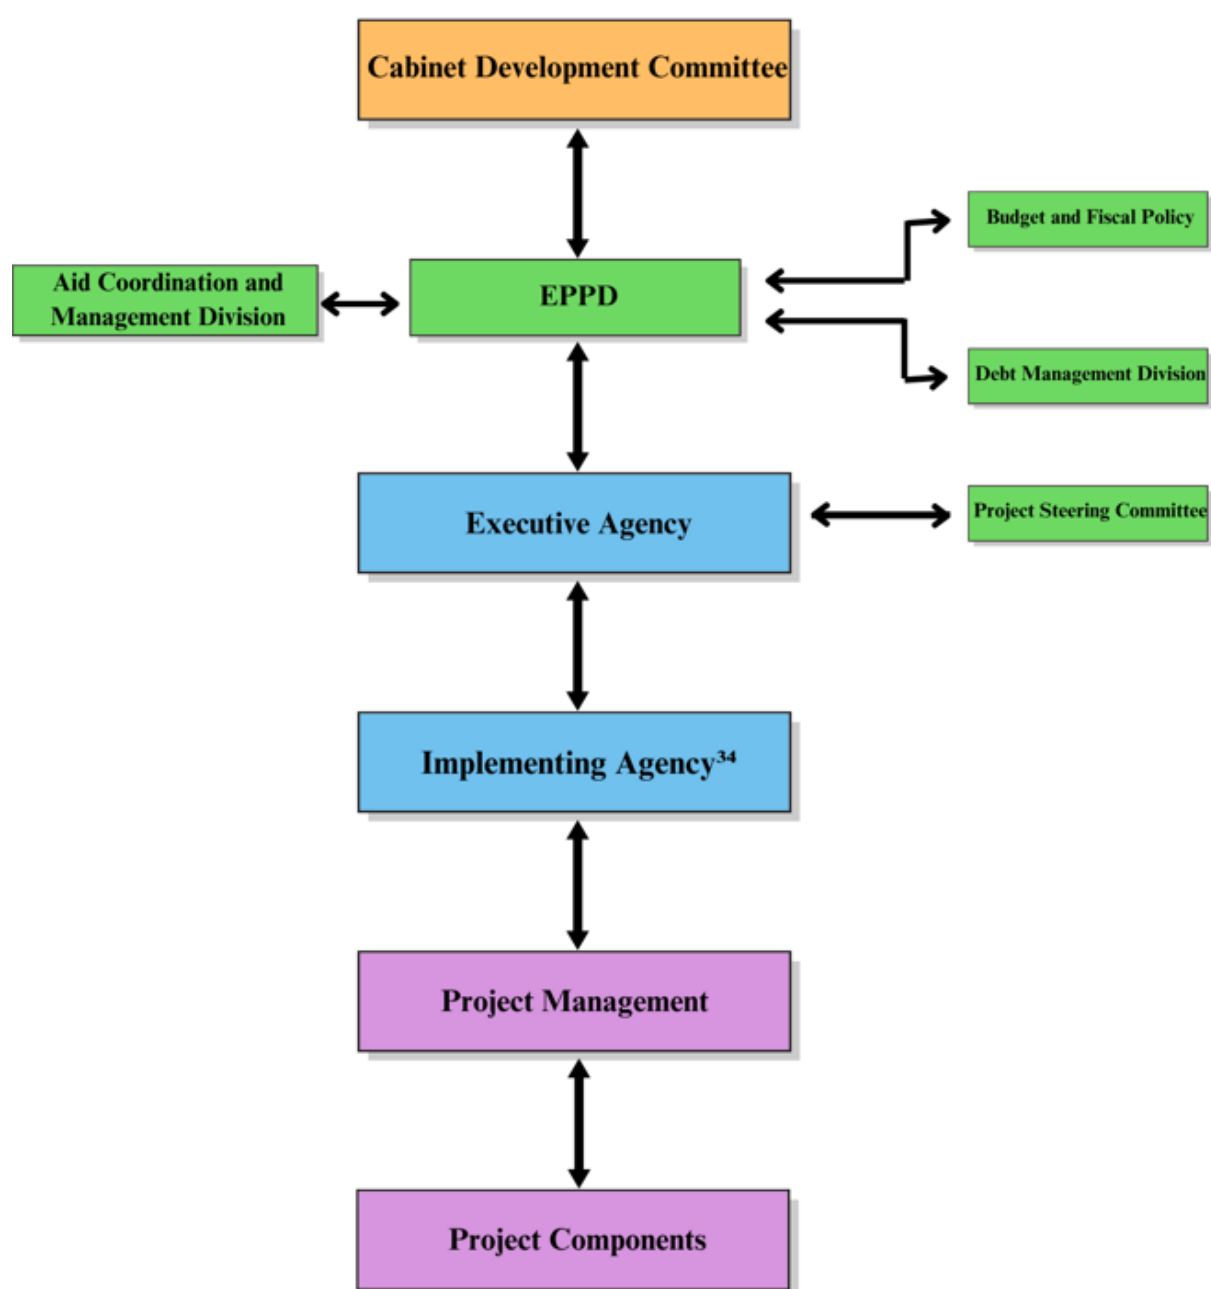 Cabinet Development Committee
Budget and Fiscal Policy
Aid Coordination and
Management Division
EPPD
Debt Management Division
Executive Agency
Project Steering Committee
Implementing Agency³⁴
Project Management
Project Components